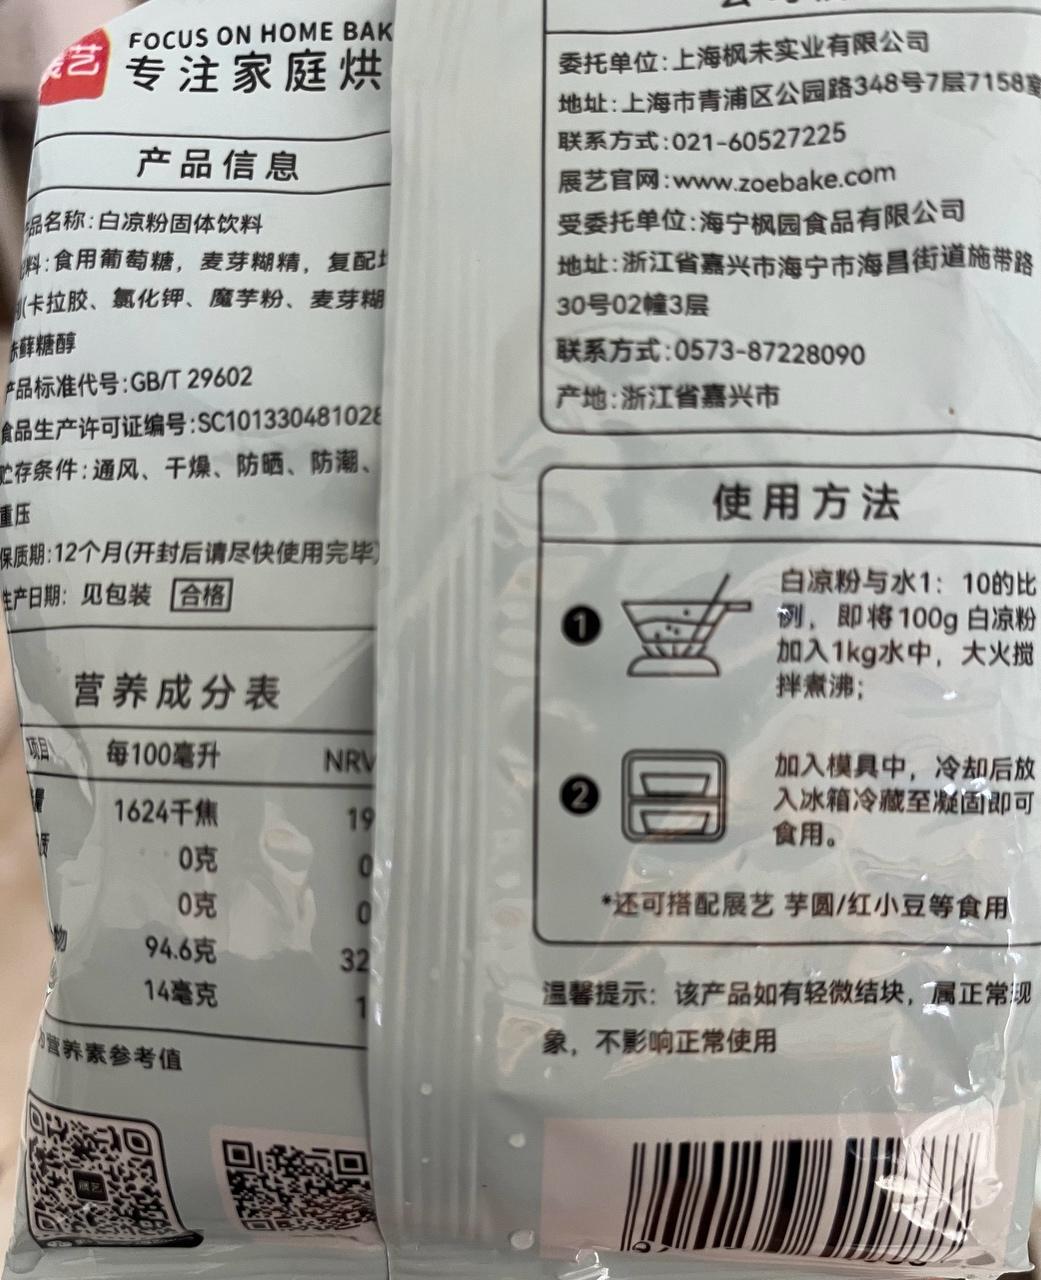 展艺
FOCUS ON HOME BAK
专注家庭烘
产品信息
产品名称:白凉粉固体饮料
料:食用葡萄糖，麦芽糊精，复配
(卡拉胶、氯化钾、魔芋粉、麦芽糊
赤藓糖醇
产品标准代号:GB/T 29602
食品生产许可证编号:SC101330481028
贮存条件:通风、干燥、防晒、防潮、
重压
保质期:12个月(开封后请尽快使用完毕)
生产日期: 见包装 合格
营养成分表
项目 每100毫升 NRV
量 1624千焦 19
质 0克 0
0克 0
物 94.6克 32
14毫克 1
营养素参考值
展艺
委托单位:上海枫未实业有限公司
地址:上海市青浦区公园路348号7层7158室
联系方式:021-60527225
展艺官网:www.zoebake.com
受委托单位:海宁枫园食品有限公司
地址:浙江省嘉兴市海宁市海昌街道施带路
30号02幢3层
联系方式:0573-87228090
产地:浙江省嘉兴市
使用方法
1
白凉粉与水1: 10的比
例，即将100g 白凉粉
加入1kg水中，大火搅
拌煮沸;
2
加入模具中，冷却后放
入冰箱冷藏至凝固即可
食用。
*还可搭配展艺 芋圆/红小豆等食用
温馨提示: 该产品如有轻微结块，属正常现
象，不影响正常使用